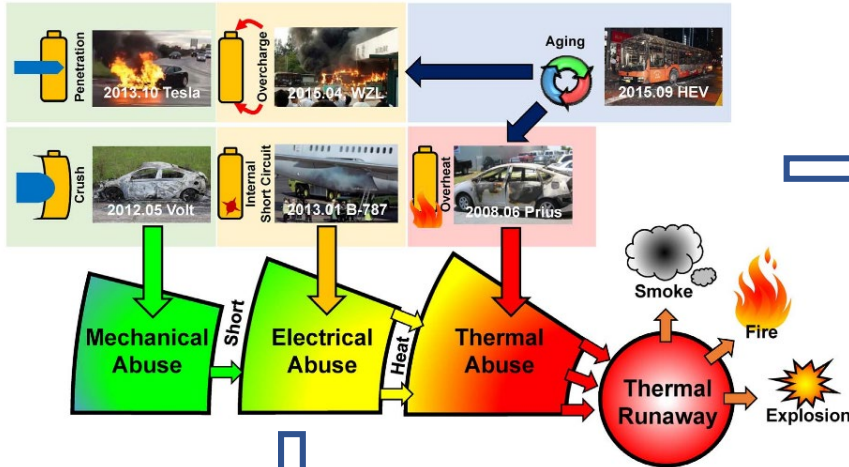 Penetration
2013.10 Tesla
Overcharge
2015.04 WZL
Aging
2015.09 HEV
Crush
2012.05 Volt
Internal
Short Circuit
2013.01 B-787
Overheat
2008.06 Prius
Mechanical
Abuse
Short
Electrical
Abuse
Heat
Thermal
Abuse
Thermal
Runaway
Smoke
Fire
Explosion